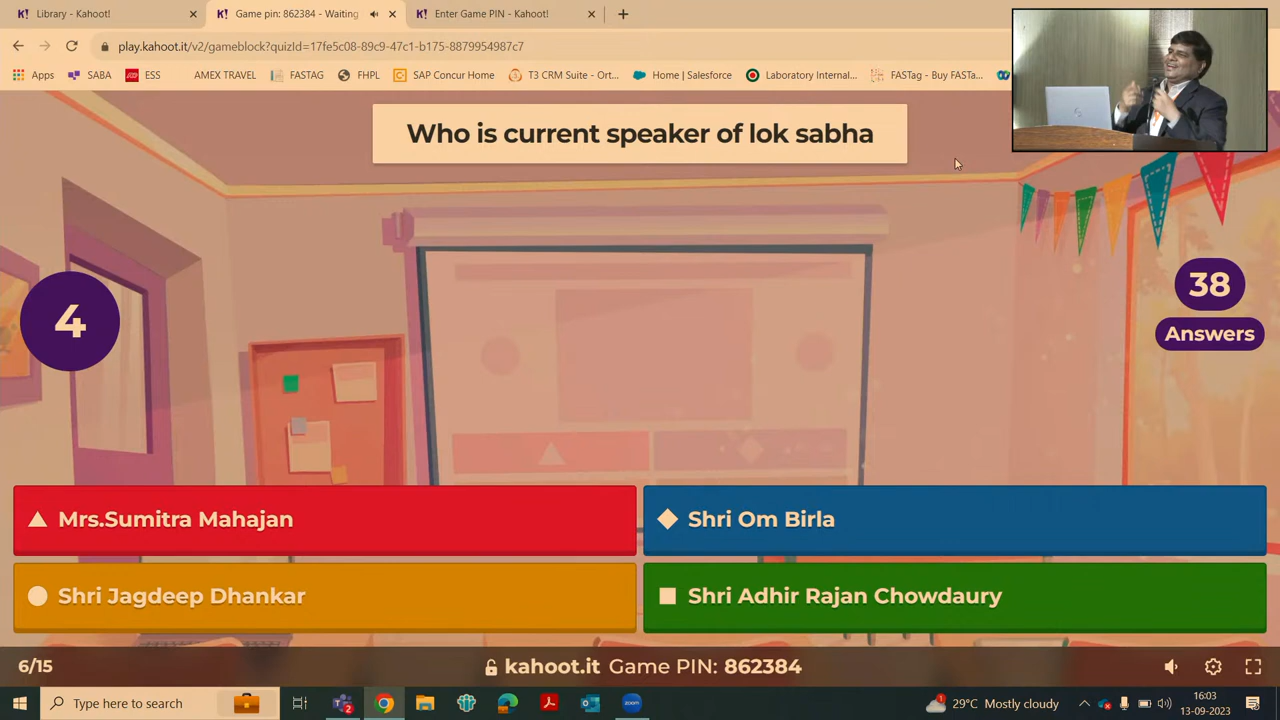 Library - Kahoot!
Game pin: 862384 - Waiting
Enter Game PIN - Kahoot!
play.kahoot.it/v2/gameblock?quizId=17fe5c08-89c9-47c1-b175-8879954987c7
Apps SABA ESS AMEX TRAVEL FASTAG FHPL SAP Concur Home T3 CRM Suite - Ort... Home | Salesforce Laboratory Internal... FASTag - Buy FASTa...
Who is current speaker of lok sabha
4
38
Answers
Mrs.Sumitra Mahajan
Shri Om Birla
Shri Jagdeep Dhankar
Shri Adhir Rajan Chowdaury
6/15
kahoot.it Game PIN: 862384
Type here to search
29°C Mostly cloudy
16:03
13-09-2023